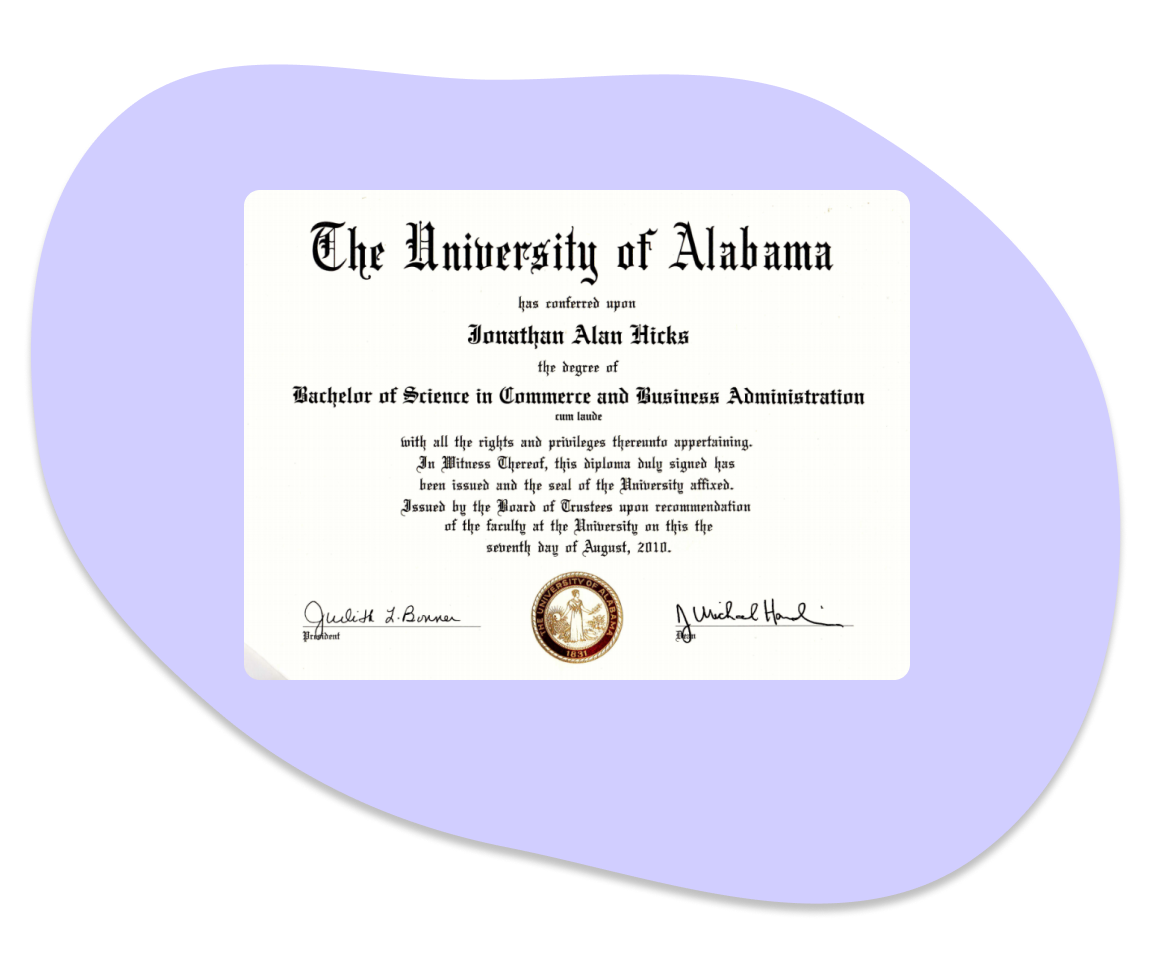 The University of Alabama
has conferred upon
Jonathan Alan Hicks
the degree of
Bachelor of Science in Commerce and Business Administration
cum laude
with all the rights and privileges thereunto appertaining.
In Witness Thereof, this diploma duly signed has
been issued and the seal of the University affixed.
Issued by the Board of Trustees upon recommendation
of the faculty at the University on this the
seventh day of August, 2010.
Judith L. Bonner
President
THE UNIVERSITY OF ALABAMA
1831
J Michael Hardin
Dean